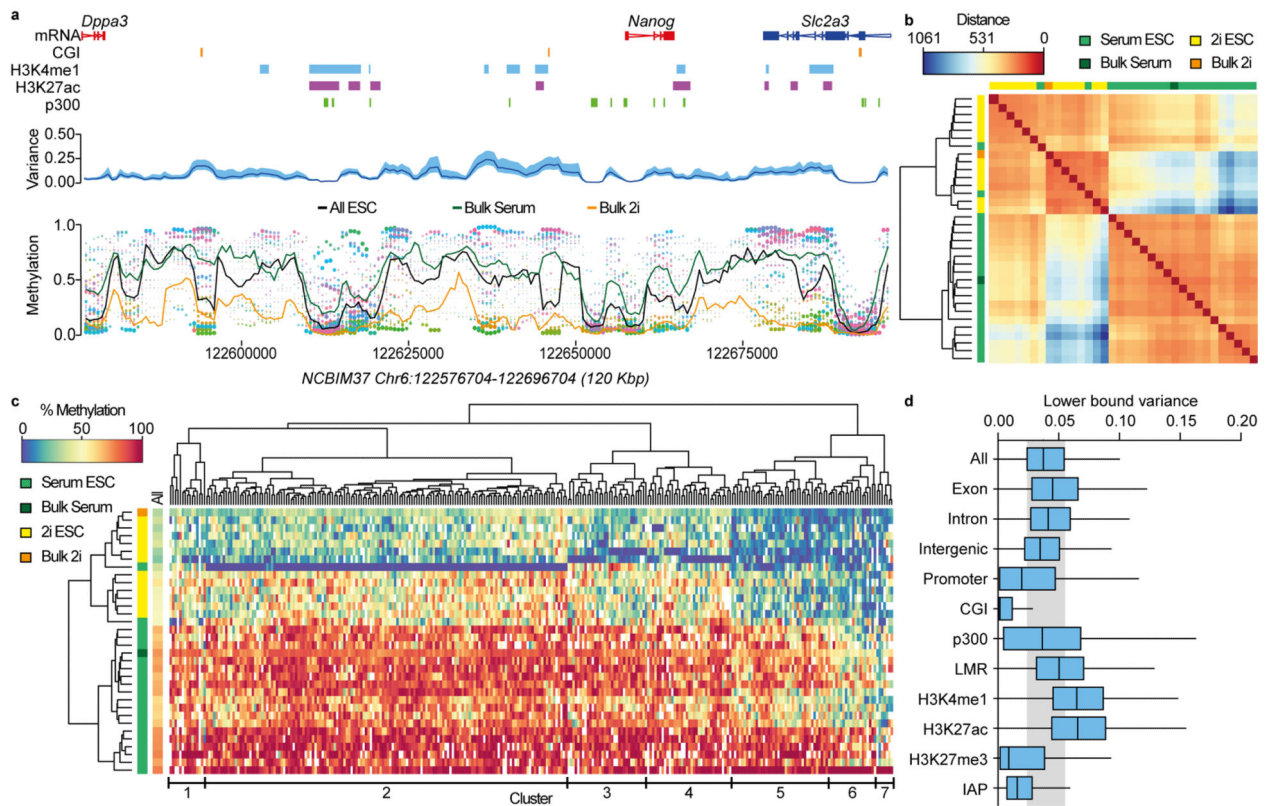 a
Dppa3 Nanog Slc2a3
mRNA
CGI
H3K4me1
H3K27ac
p300
Variance
0.50
0.25
0.00
All ESC Bulk Serum Bulk 2i
Methylation
1.0
0.5
0.0
122600000 122625000 122650000 122675000
NCBIM37 Chr6:122576704-122696704 (120 Kbp)
b
Distance
1061 531 0
Serum ESC 2i ESC
Bulk Serum Bulk 2i
c
% Methylation
0 50 100
Serum ESC
Bulk Serum
2i ESC
Bulk 2i
All
1 2 3 4 5 6 7
Cluster
d
Lower bound variance
0.00 0.05 0.10 0.15 0.20
All
Exon
Intron
Intergenic
Promoter
CGI
p300
LMR
H3K4me1
H3K27ac
H3K27me3
IAP